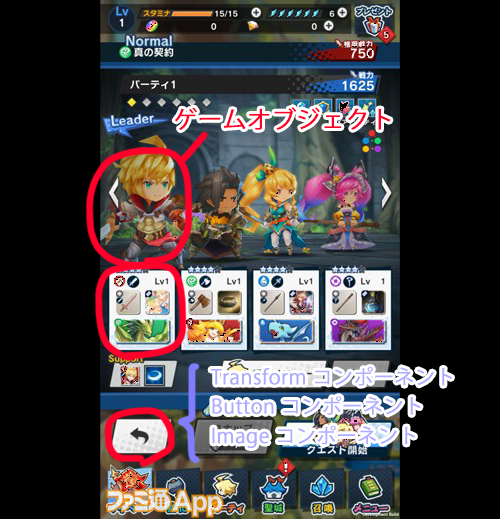 Lv
1
スタミナ 15/15
6
0
0
プレゼント
5
Normal
真の契約
推奨戦力
750
パーティ1
戦力
1625
Leader
ゲームオブジェクト
Lv1
Lv1
Lv1
Lv 1
Support
Transform コンポーネント
Button コンポーネント
Image コンポーネント
クエスト開始
聖城
召喚
メニュー
ファミ通App
Development Build